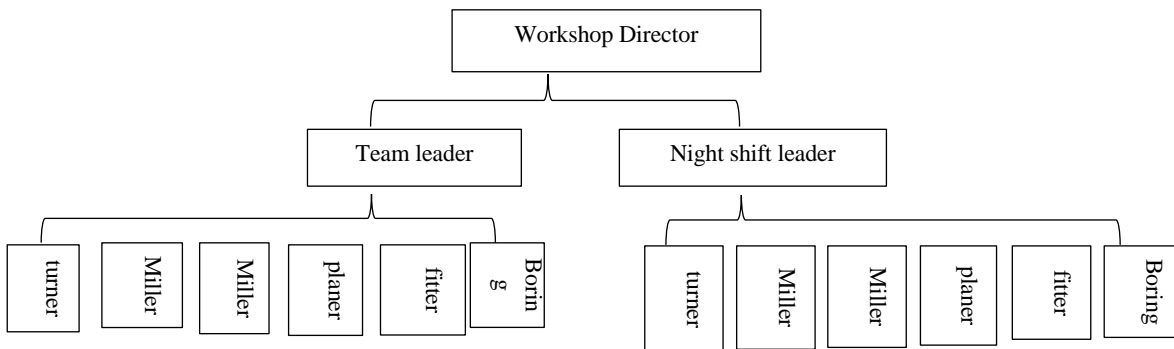 Workshop Director
Team leader
Night shift leader
turner
Miller
Miller
planer
fitter
Borin
g
turner
Miller
Miller
planer
fitter
Boring